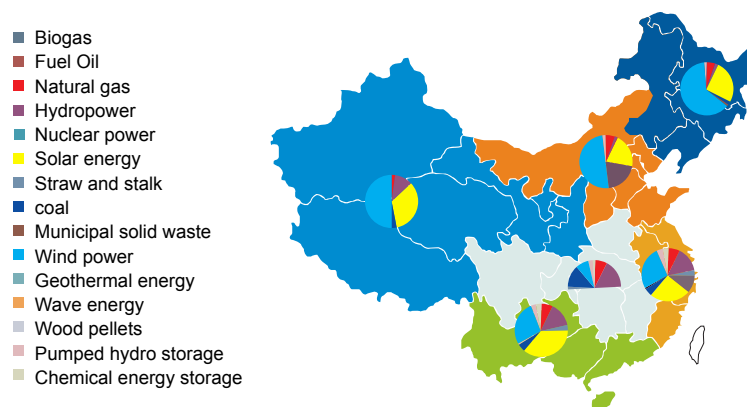 Biogas
Fuel Oil
Natural gas
Hydropower
Nuclear power
Solar energy
Straw and stalk
coal
Municipal solid waste
Wind power
Geothermal energy
Wave energy
Wood pellets
Pumped hydro storage
Chemical energy storage